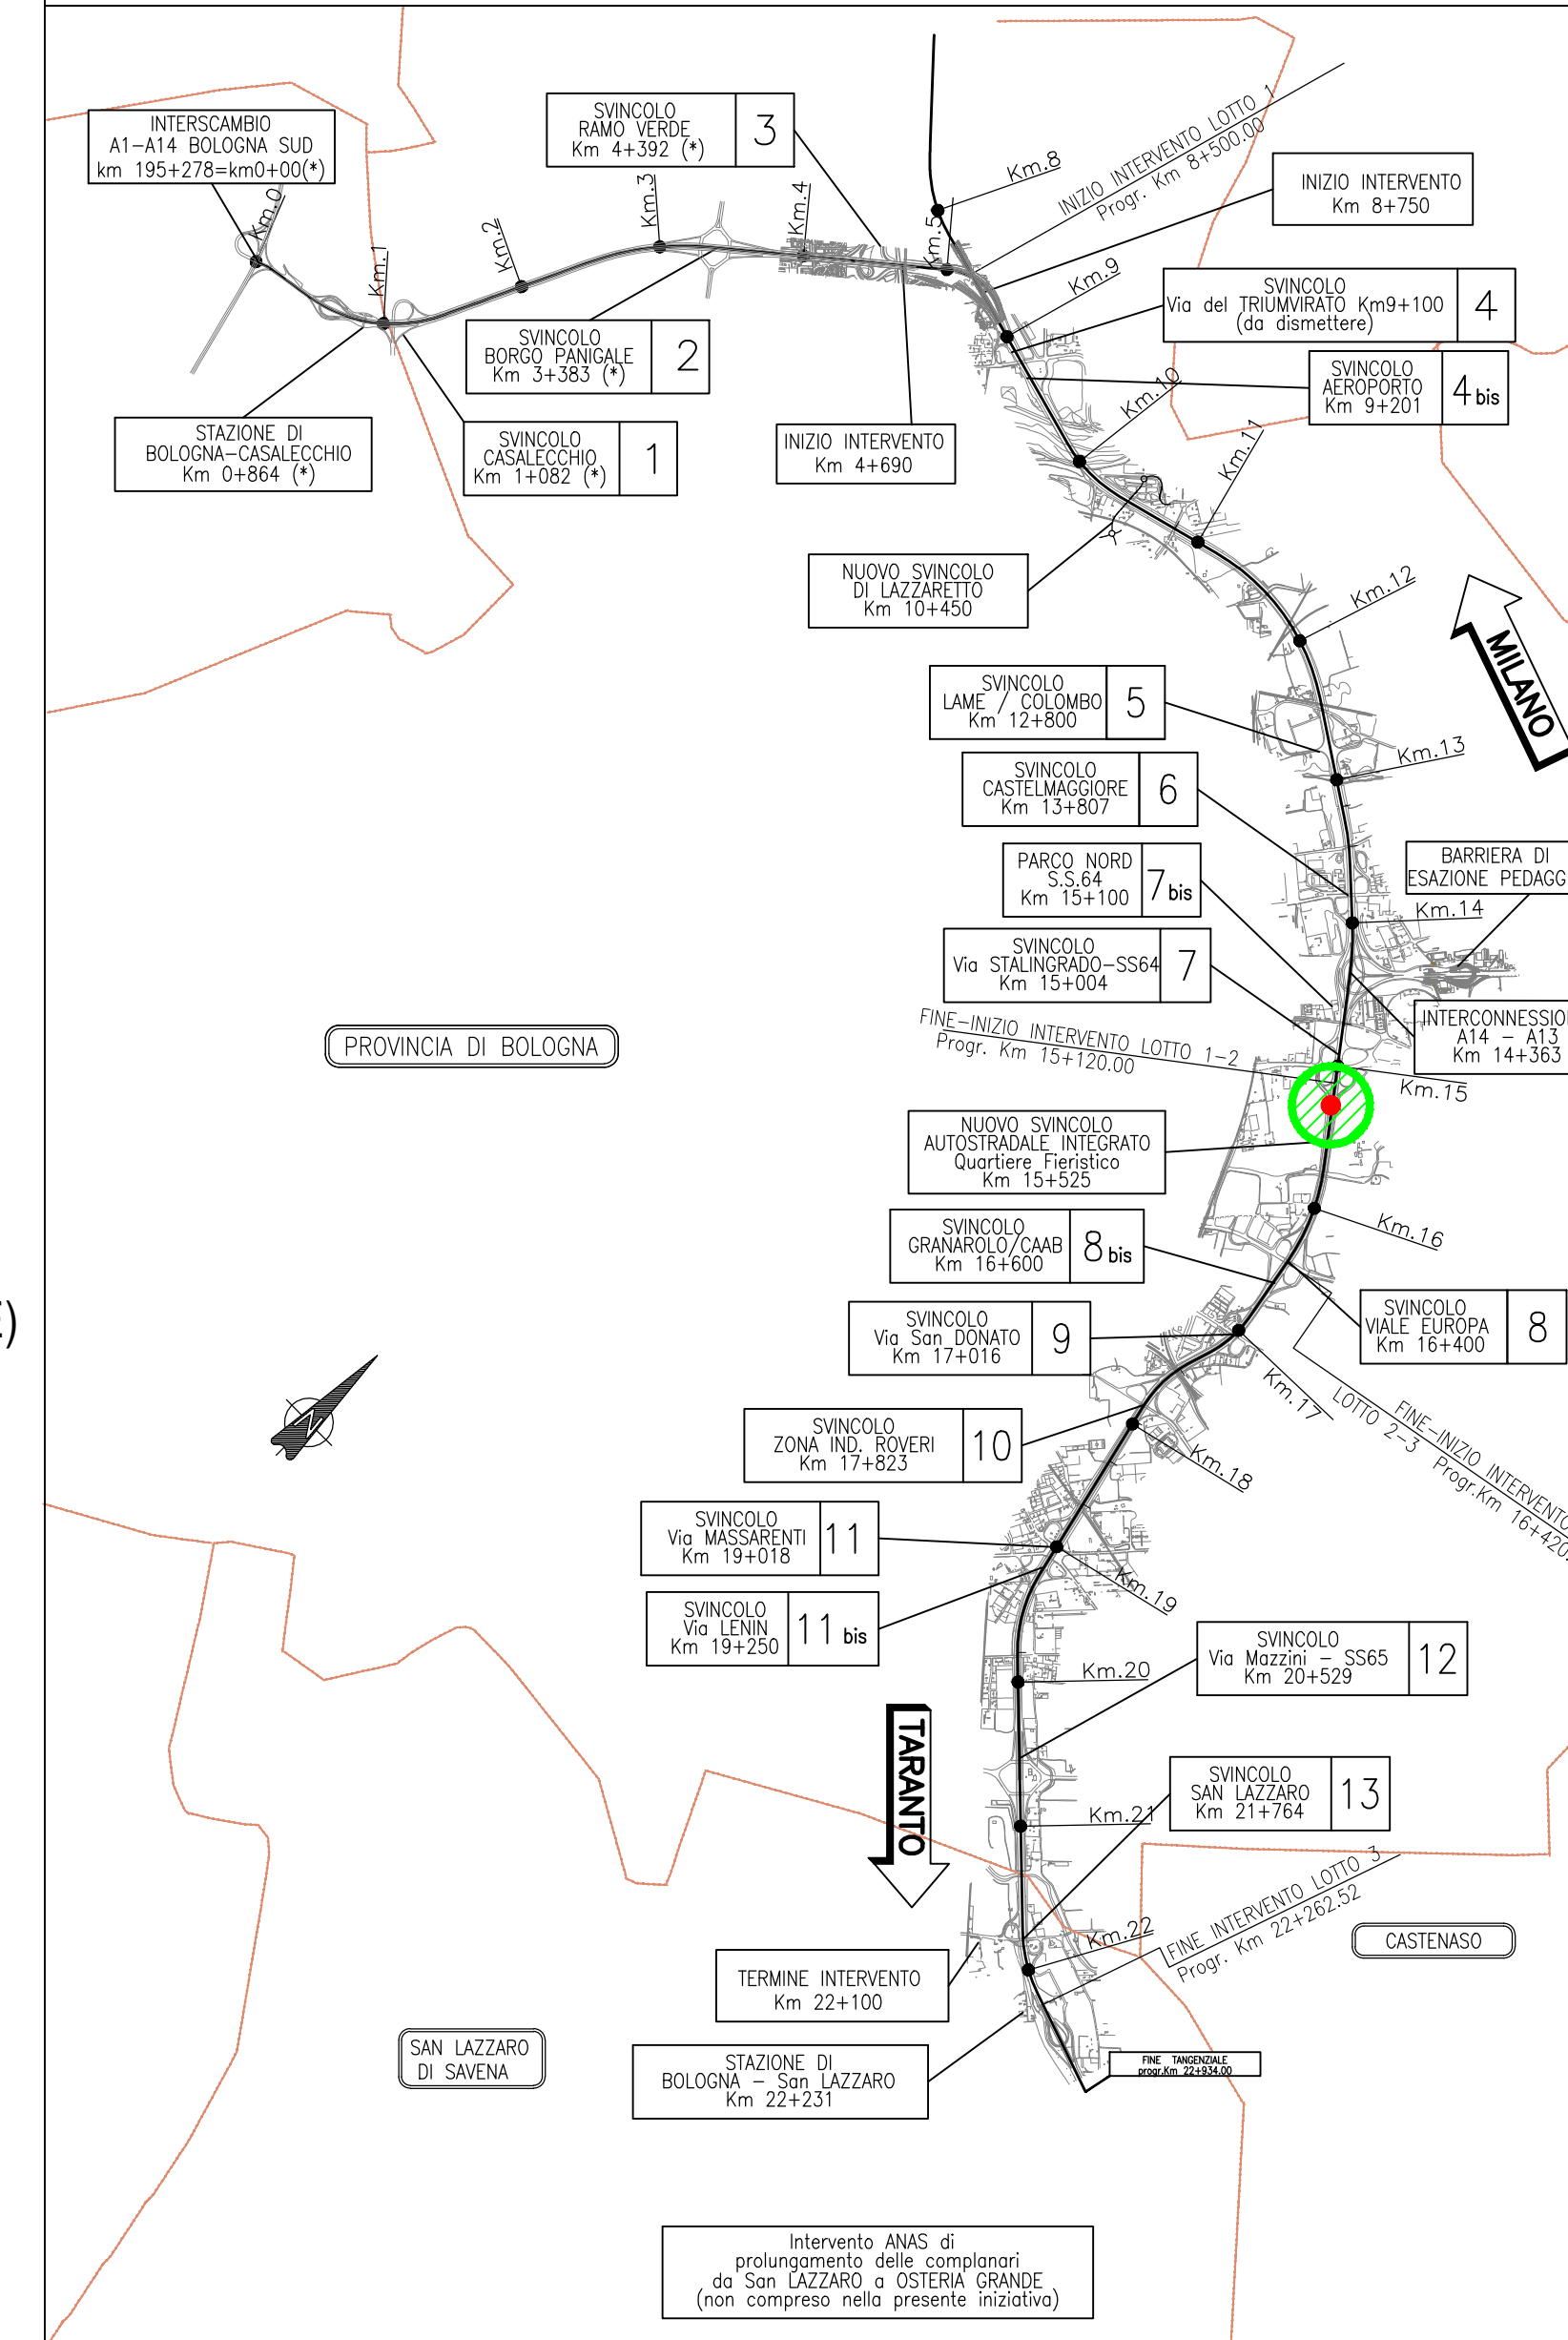 INTERSCAMBIO
A1-A14 BOLOGNA SUD
km 195+278=km0+00(*)
SVINCOLO
RAMO VERDE
Km 4+392 (*)
3
INIZIO INTERVENTO LOTTO 1
Progr. Km 8+500.00
INIZIO INTERVENTO
Km 8+750
Km.0
Km.1
Km.2
Km.3
Km.4
Km.5
Km.8
Km.9
SVINCOLO
Via del TRIUMVIRATO Km9+100
(da dismettere)
4
SVINCOLO
BORGO PANIGALE
Km 3+383 (*)
2
SVINCOLO
AEROPORTO
Km 9+201
4 bis
STAZIONE DI
BOLOGNA-CASALECCHIO
Km 0+864 (*)
SVINCOLO
CASALECCHIO
Km 1+082 (*)
1
INIZIO INTERVENTO
Km 4+690
Km.10
Km.11
NUOVO SVINCOLO
DI LAZZARETTO
Km 10+450
Km.12
MILANO
SVINCOLO
LAME / COLOMBO
Km 12+800
5
Km.13
SVINCOLO
CASTELMAGGIORE
Km 13+807
6
PARCO NORD
S.S.64
Km 15+100
7 bis
BARRIERA DI
ESAZIONE PEDAGG
Km.14
SVINCOLO
Via STALINGRADO-SS64
Km 15+004
7
FINE-INIZIO INTERVENTO LOTTO 1-2
Progr. Km 15+120.00
INTERCONNESSIO
A14 - A13
Km 14+363
PROVINCIA DI BOLOGNA
Km.15
NUOVO SVINCOLO
AUTOSTRADALE INTEGRATO
Quartiere Fieristico
Km 15+525
Km.16
SVINCOLO
GRANAROLO/CAAB
Km 16+600
8 bis
SVINCOLO
VIALE EUROPA
Km 16+400
8
E)
SVINCOLO
Via San DONATO
Km 17+016
9
Km.17
FINE-INIZIO INTERVENTO
LOTTO 2-3 Progr.Km 16+420.
N
SVINCOLO
ZONA IND. ROVERI
Km 17+823
10
Km.18
SVINCOLO
Via MASSARENTI
Km 19+018
11
Km.19
SVINCOLO
Via LENIN
Km 19+250
11 bis
SVINCOLO
Via Mazzini - SS65
Km 20+529
12
Km.20
TARANTO
SVINCOLO
SAN LAZZARO
Km 21+764
13
Km.21
FINE INTERVENTO LOTTO 3
Progr. Km 22+262.52
Km.22
CASTENASO
TERMINE INTERVENTO
Km 22+100
SAN LAZZARO
DI SAVENA
STAZIONE DI
BOLOGNA - San LAZZARO
Km 22+231
FINE TANGENZIALE
progr.Km 22+934.00
Intervento ANAS di
prolungamento delle complanari
da San LAZZARO a OSTERIA GRANDE
(non compreso nella presente iniziativa)